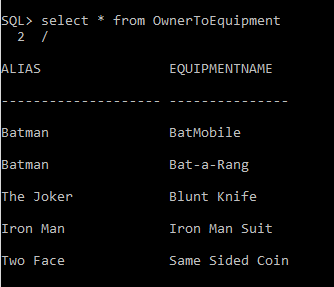 SQL> select * from OwnerToEquipment
2 /
ALIAS EQUIPMENTNAME
-------------------- ---------------
Batman BatMobile
Batman Bat-a-Rang
The Joker Blunt Knife
Iron Man Iron Man Suit
Two Face Same Sided Coin